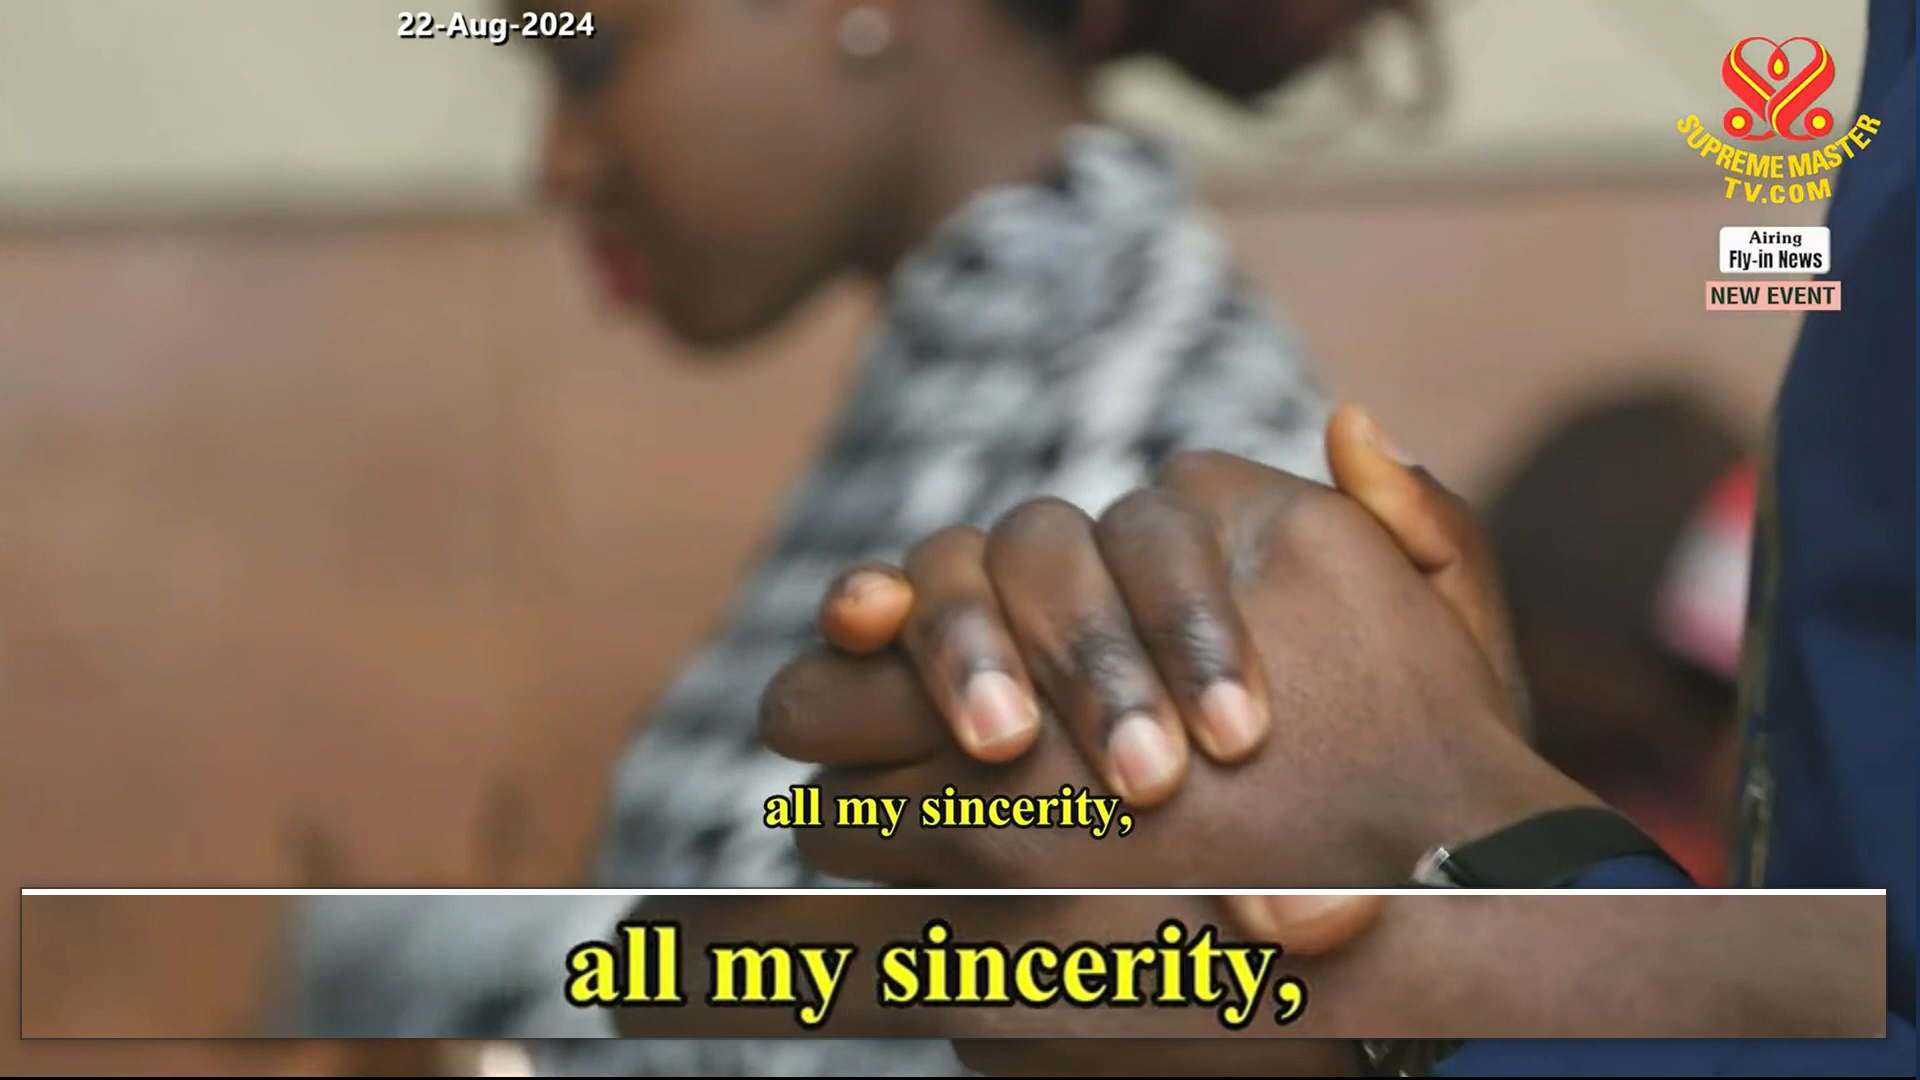 22-Aug-2024
SUPREME MASTER
TV.COM
Airing
Fly-in News
NEW EVENT
all my sincerity,
all my sincerity,